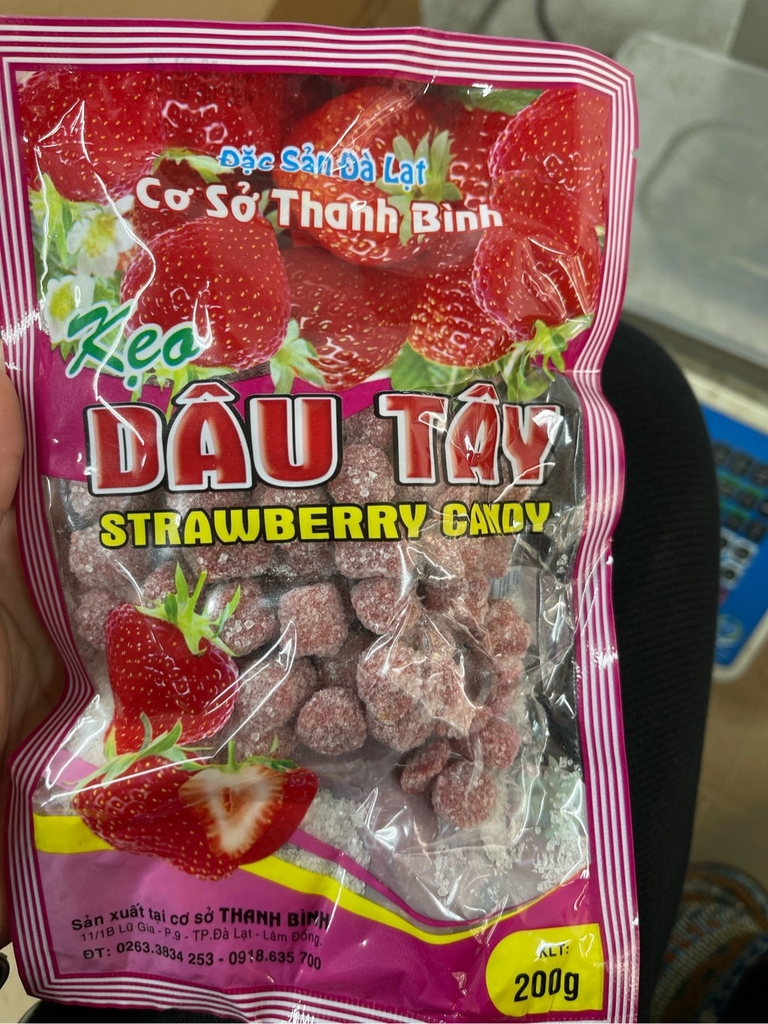 Đặc Sản Đà Lạt
Cơ Sở Thanh Bình
Kẹo
DÂU TÂY
STRAWBERRY CANDY
Sản xuất tại cơ sở THANH BÌNH
11/1B Lữ Gia - P.9 - TP.Đà Lạt - Lâm Đồng.
ĐT: 0263.3834 253 - 0918.635 700
KLT:
200g